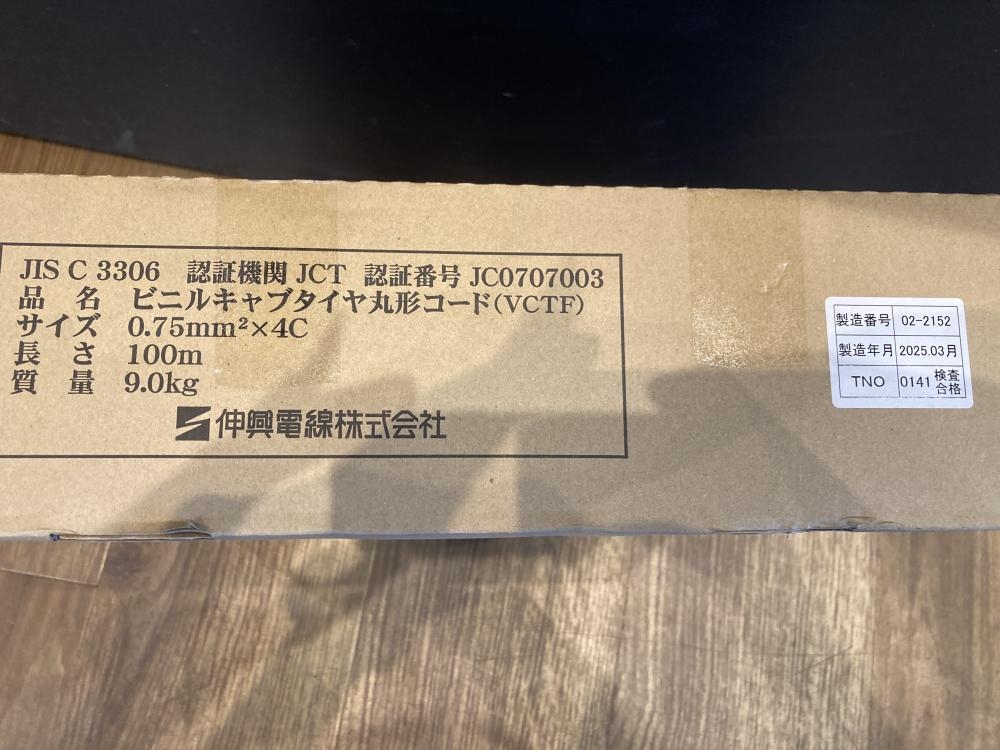 JIS C 3306 認証機関 JCT 認証番号 JC0707003
品名 ビニルキャブタイヤ丸形コード(VCTF)
サイズ 0.75mm²×4C
長さ 100m
質量 9.0kg
伸興電線株式会社
製造番号 02-2152
製造年月 2025.03月
TNO 0141 検査合格